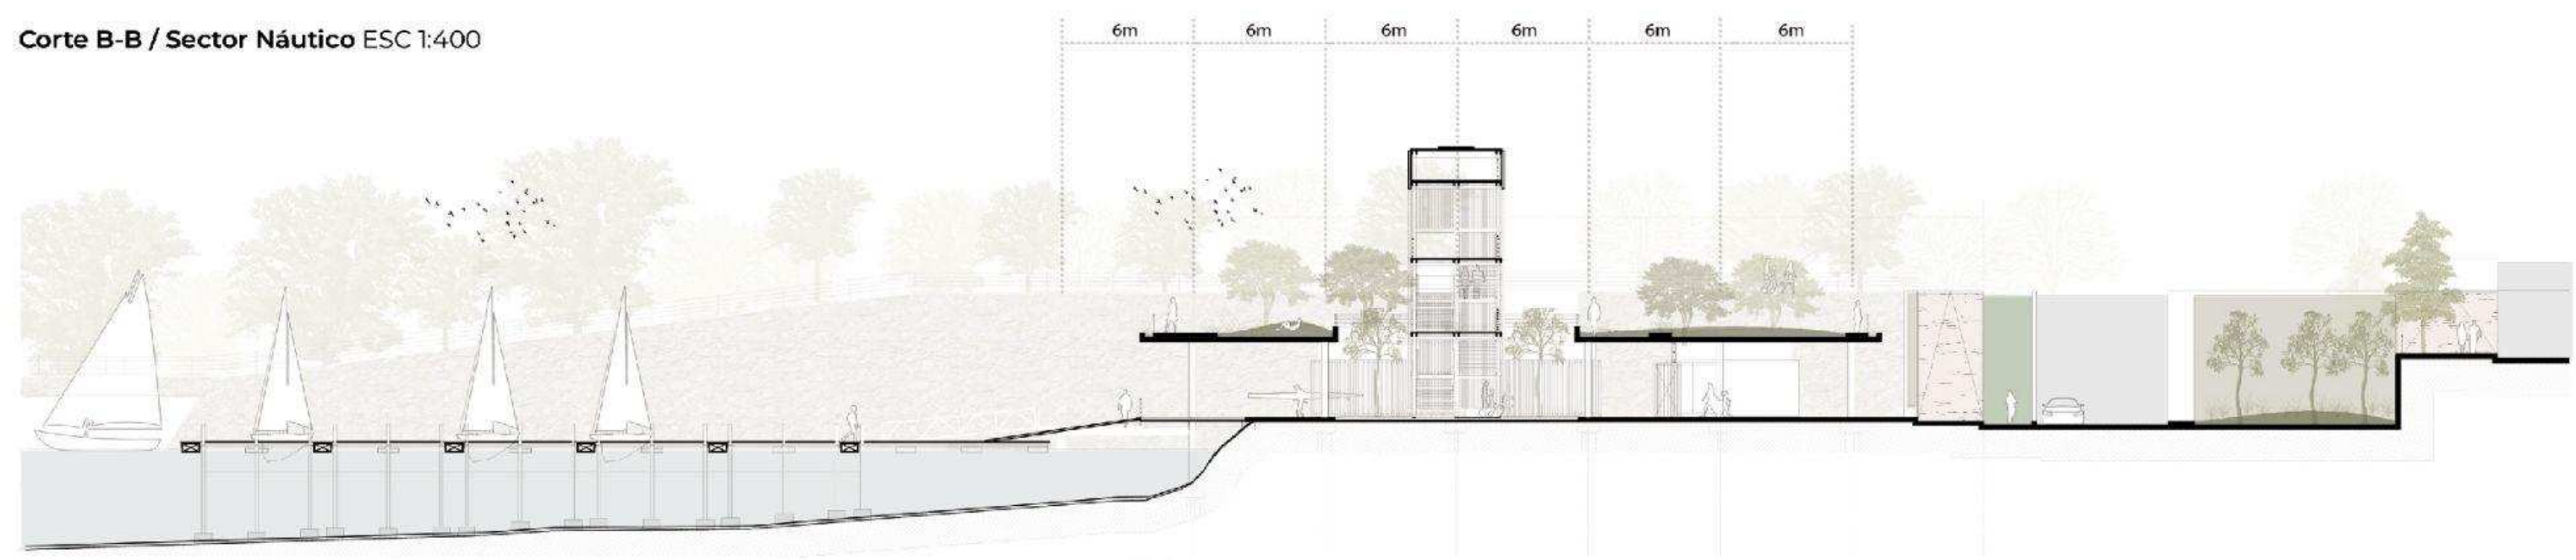 Corte B-B / Sector Náutico ESC 1:400
6m 6m 6m 6m 6m 6m